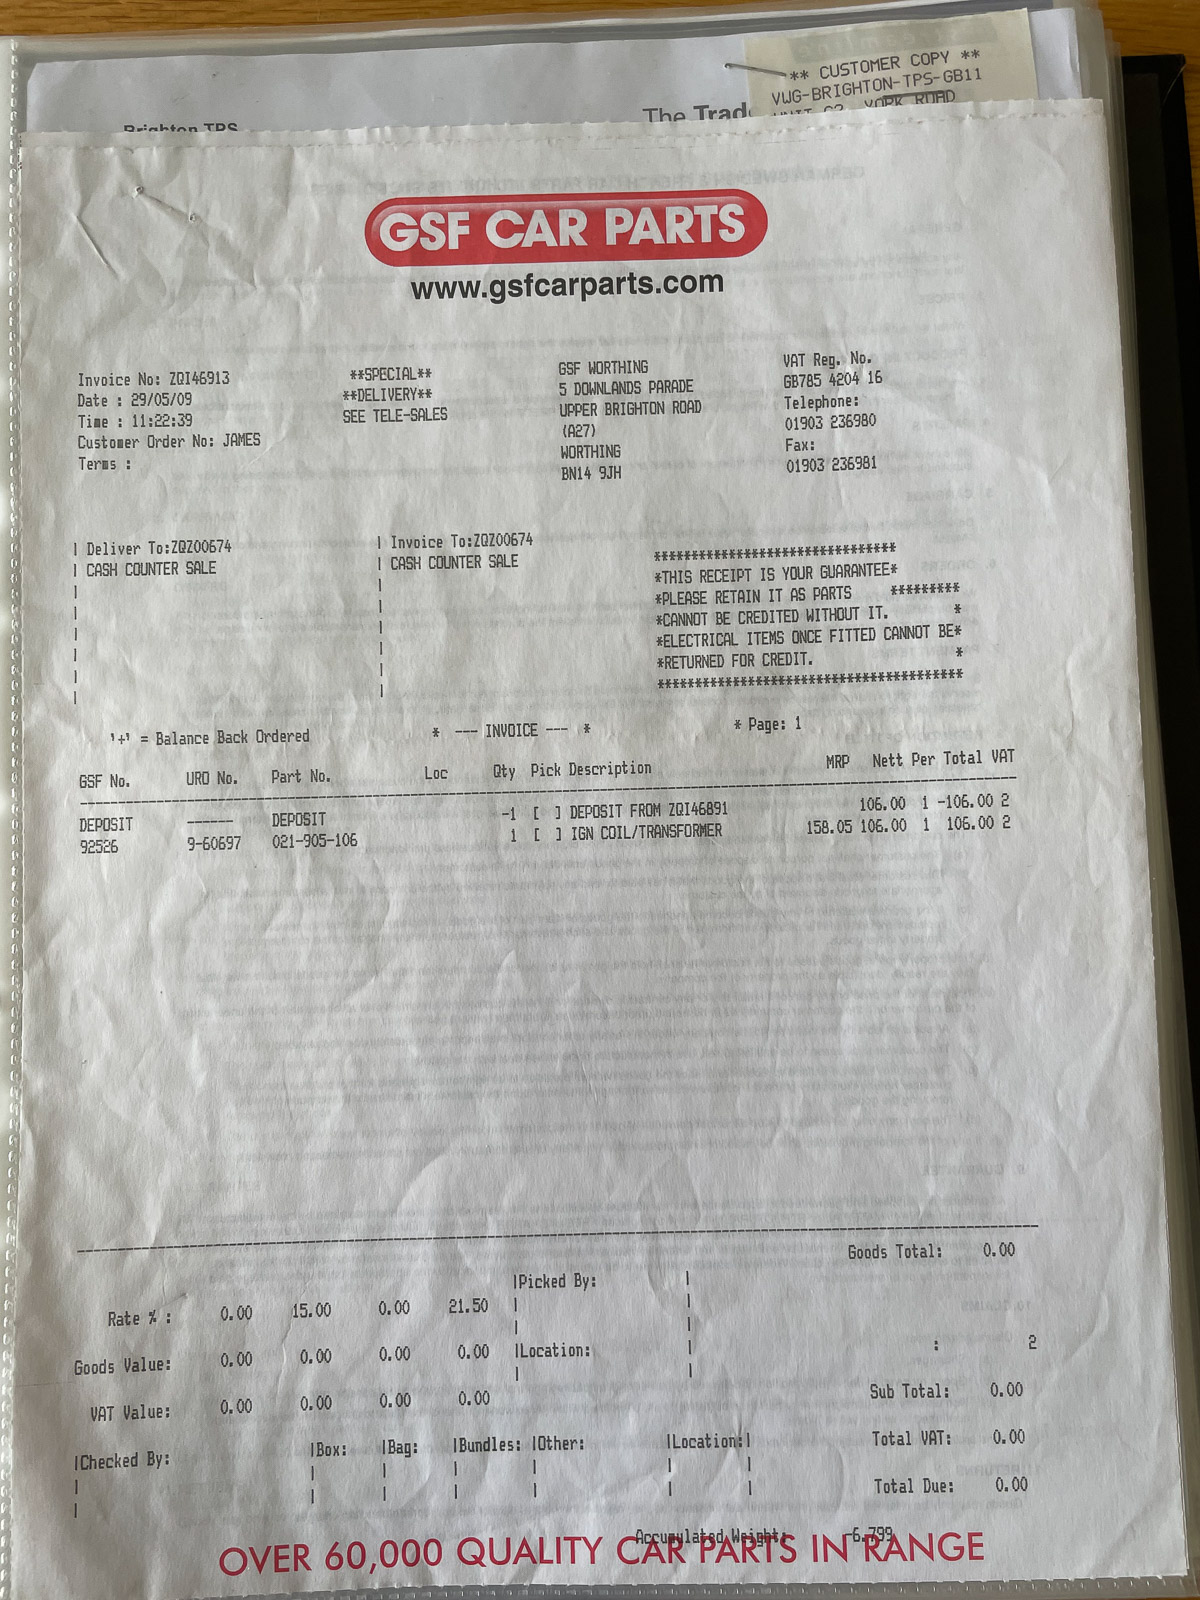 ** CUSTOMER COPY **
VWG-BRIGHTON-TPS-GB11
YORK ROAD
Brighton TPS
The Trad
GSF CAR PARTS
www.gsfcarparts.com
Invoice No: ZQI46913
Date : 29/05/09
Time : 11:22:39
Customer Order No: JAMES
Terms :
**SPECIAL**
**DELIVERY**
SEE TELE-SALES
GSF WORTHING
5 DOWNLANDS PARADE
UPPER BRIGHTON ROAD
(A27)
WORTHING
BN14 9JH
VAT Reg. No.
GB785 4204 16
Telephone:
01903 236980
Fax:
01903 236981
| Deliver To:ZQZ00674
| CASH COUNTER SALE
| Invoice To:ZQZ00674
| CASH COUNTER SALE
********************************
*THIS RECEIPT IS YOUR GUARANTEE*
*PLEASE RETAIN IT AS PARTS *********
*CANNOT BE CREDITED WITHOUT IT. *
*ELECTRICAL ITEMS ONCE FITTED CANNOT BE*
*RETURNED FOR CREDIT. *
****************************************
'+' = Balance Back Ordered * --- INVOICE --- * * Page: 1
GSF No. URO No. Part No. Loc Qty Pick Description MRP Nett Per Total VAT
DEPOSIT ------ DEPOSIT -1 [ ] DEPOSIT FROM ZQI46891 106.00 1 -106.00 2
92526 9-60697 021-905-106 1 [ ] IGN COIL/TRANSFORMER 158.05 106.00 1 106.00 2
Goods Total: 0.00
|Picked By: |
Rate % : 0.00 15.00 0.00 21.50
: 2
Goods Value: 0.00 0.00 0.00 0.00 |Location: |
Sub Total: 0.00
VAT Value: 0.00 0.00 0.00 0.00
Total VAT: 0.00
|Checked By: |Box: |Bag: |Bundles: |Other: |Location:|
Total Due: 0.00
Accumulated Weight: -6.799
OVER 60,000 QUALITY CAR PARTS IN RANGE